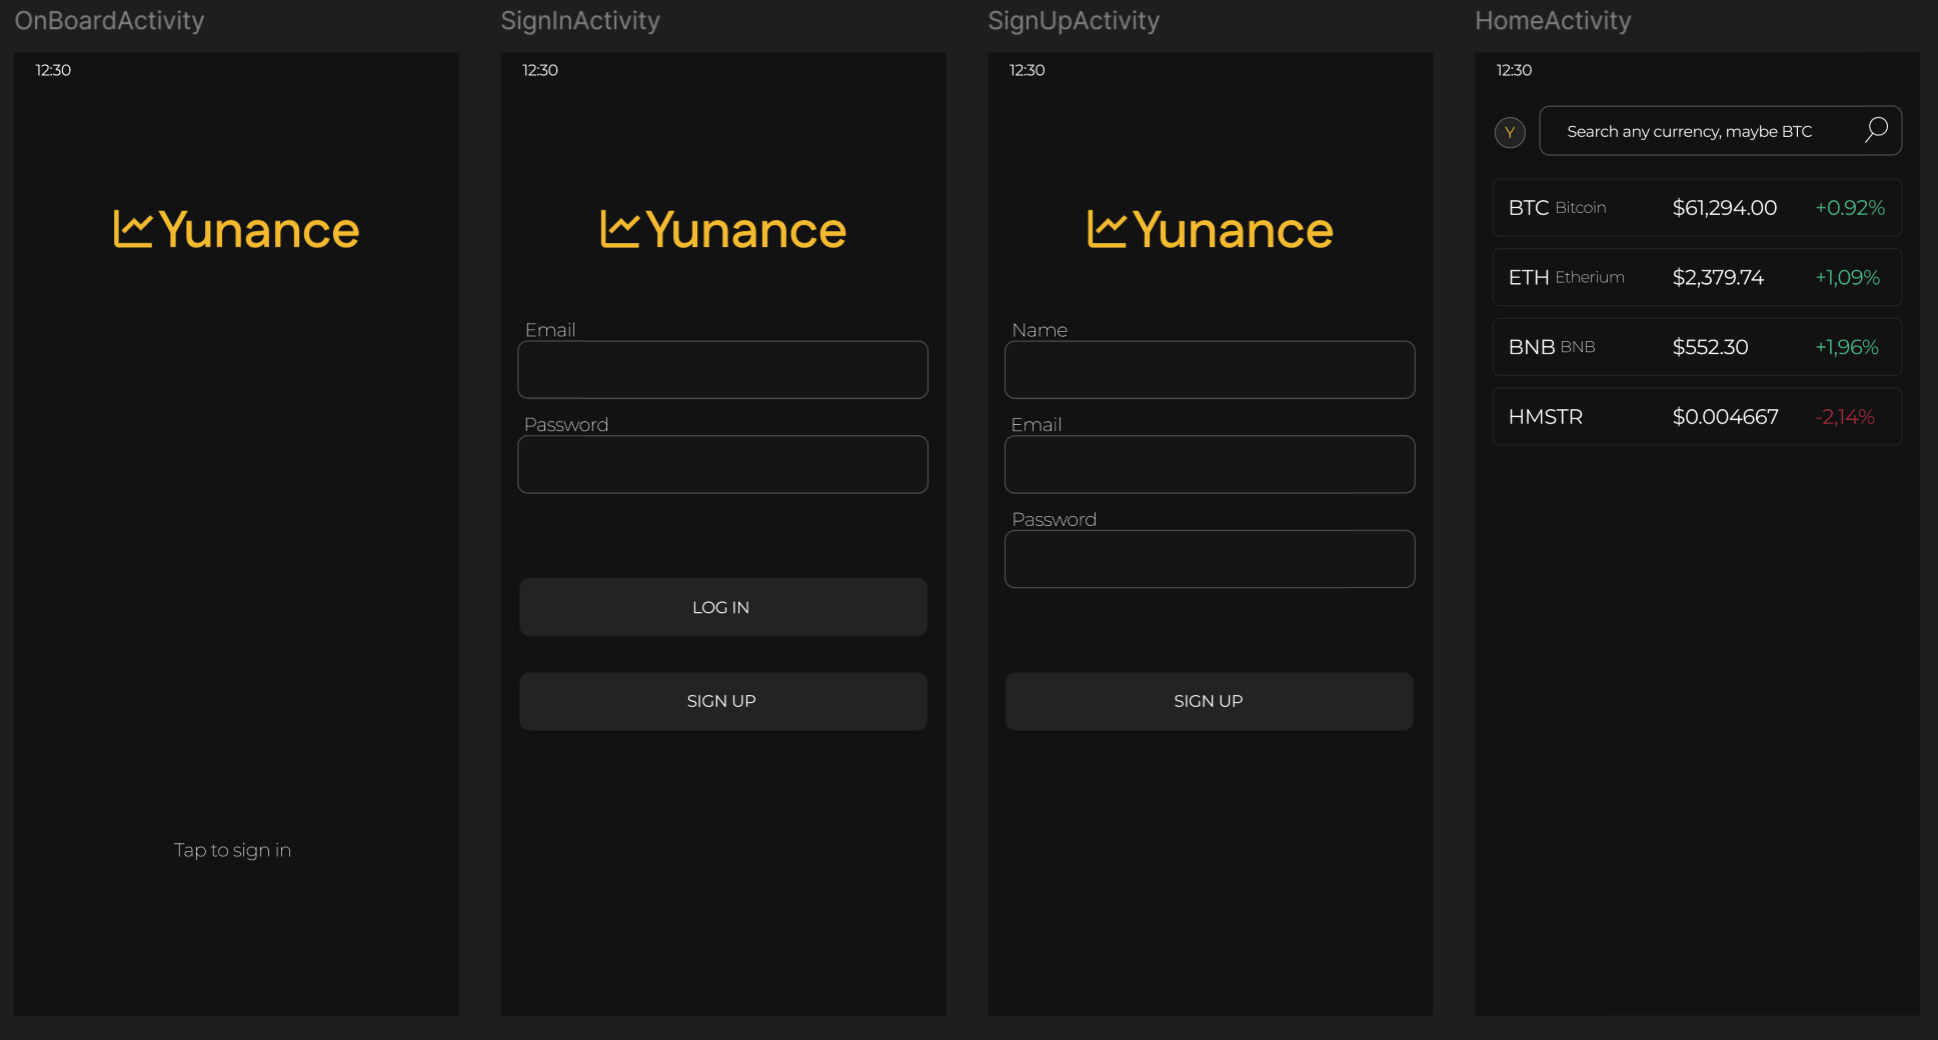 OnBoardActivity
12:30
Yunance
Tap to sign in
SignInActivity
12:30
Yunance
Email
Password
LOG IN
SIGN UP
SignUpActivity
12:30
Yunance
Name
Email
Password
SIGN UP
HomeActivity
12:30
Y Search any currency, maybe BTC
BTC Bitcoin $61,294.00 +0.92%
ETH Etherium $2,379.74 +1,09%
BNB BNB $552.30 +1,96%
HMSTR $0.004667 -2,14%